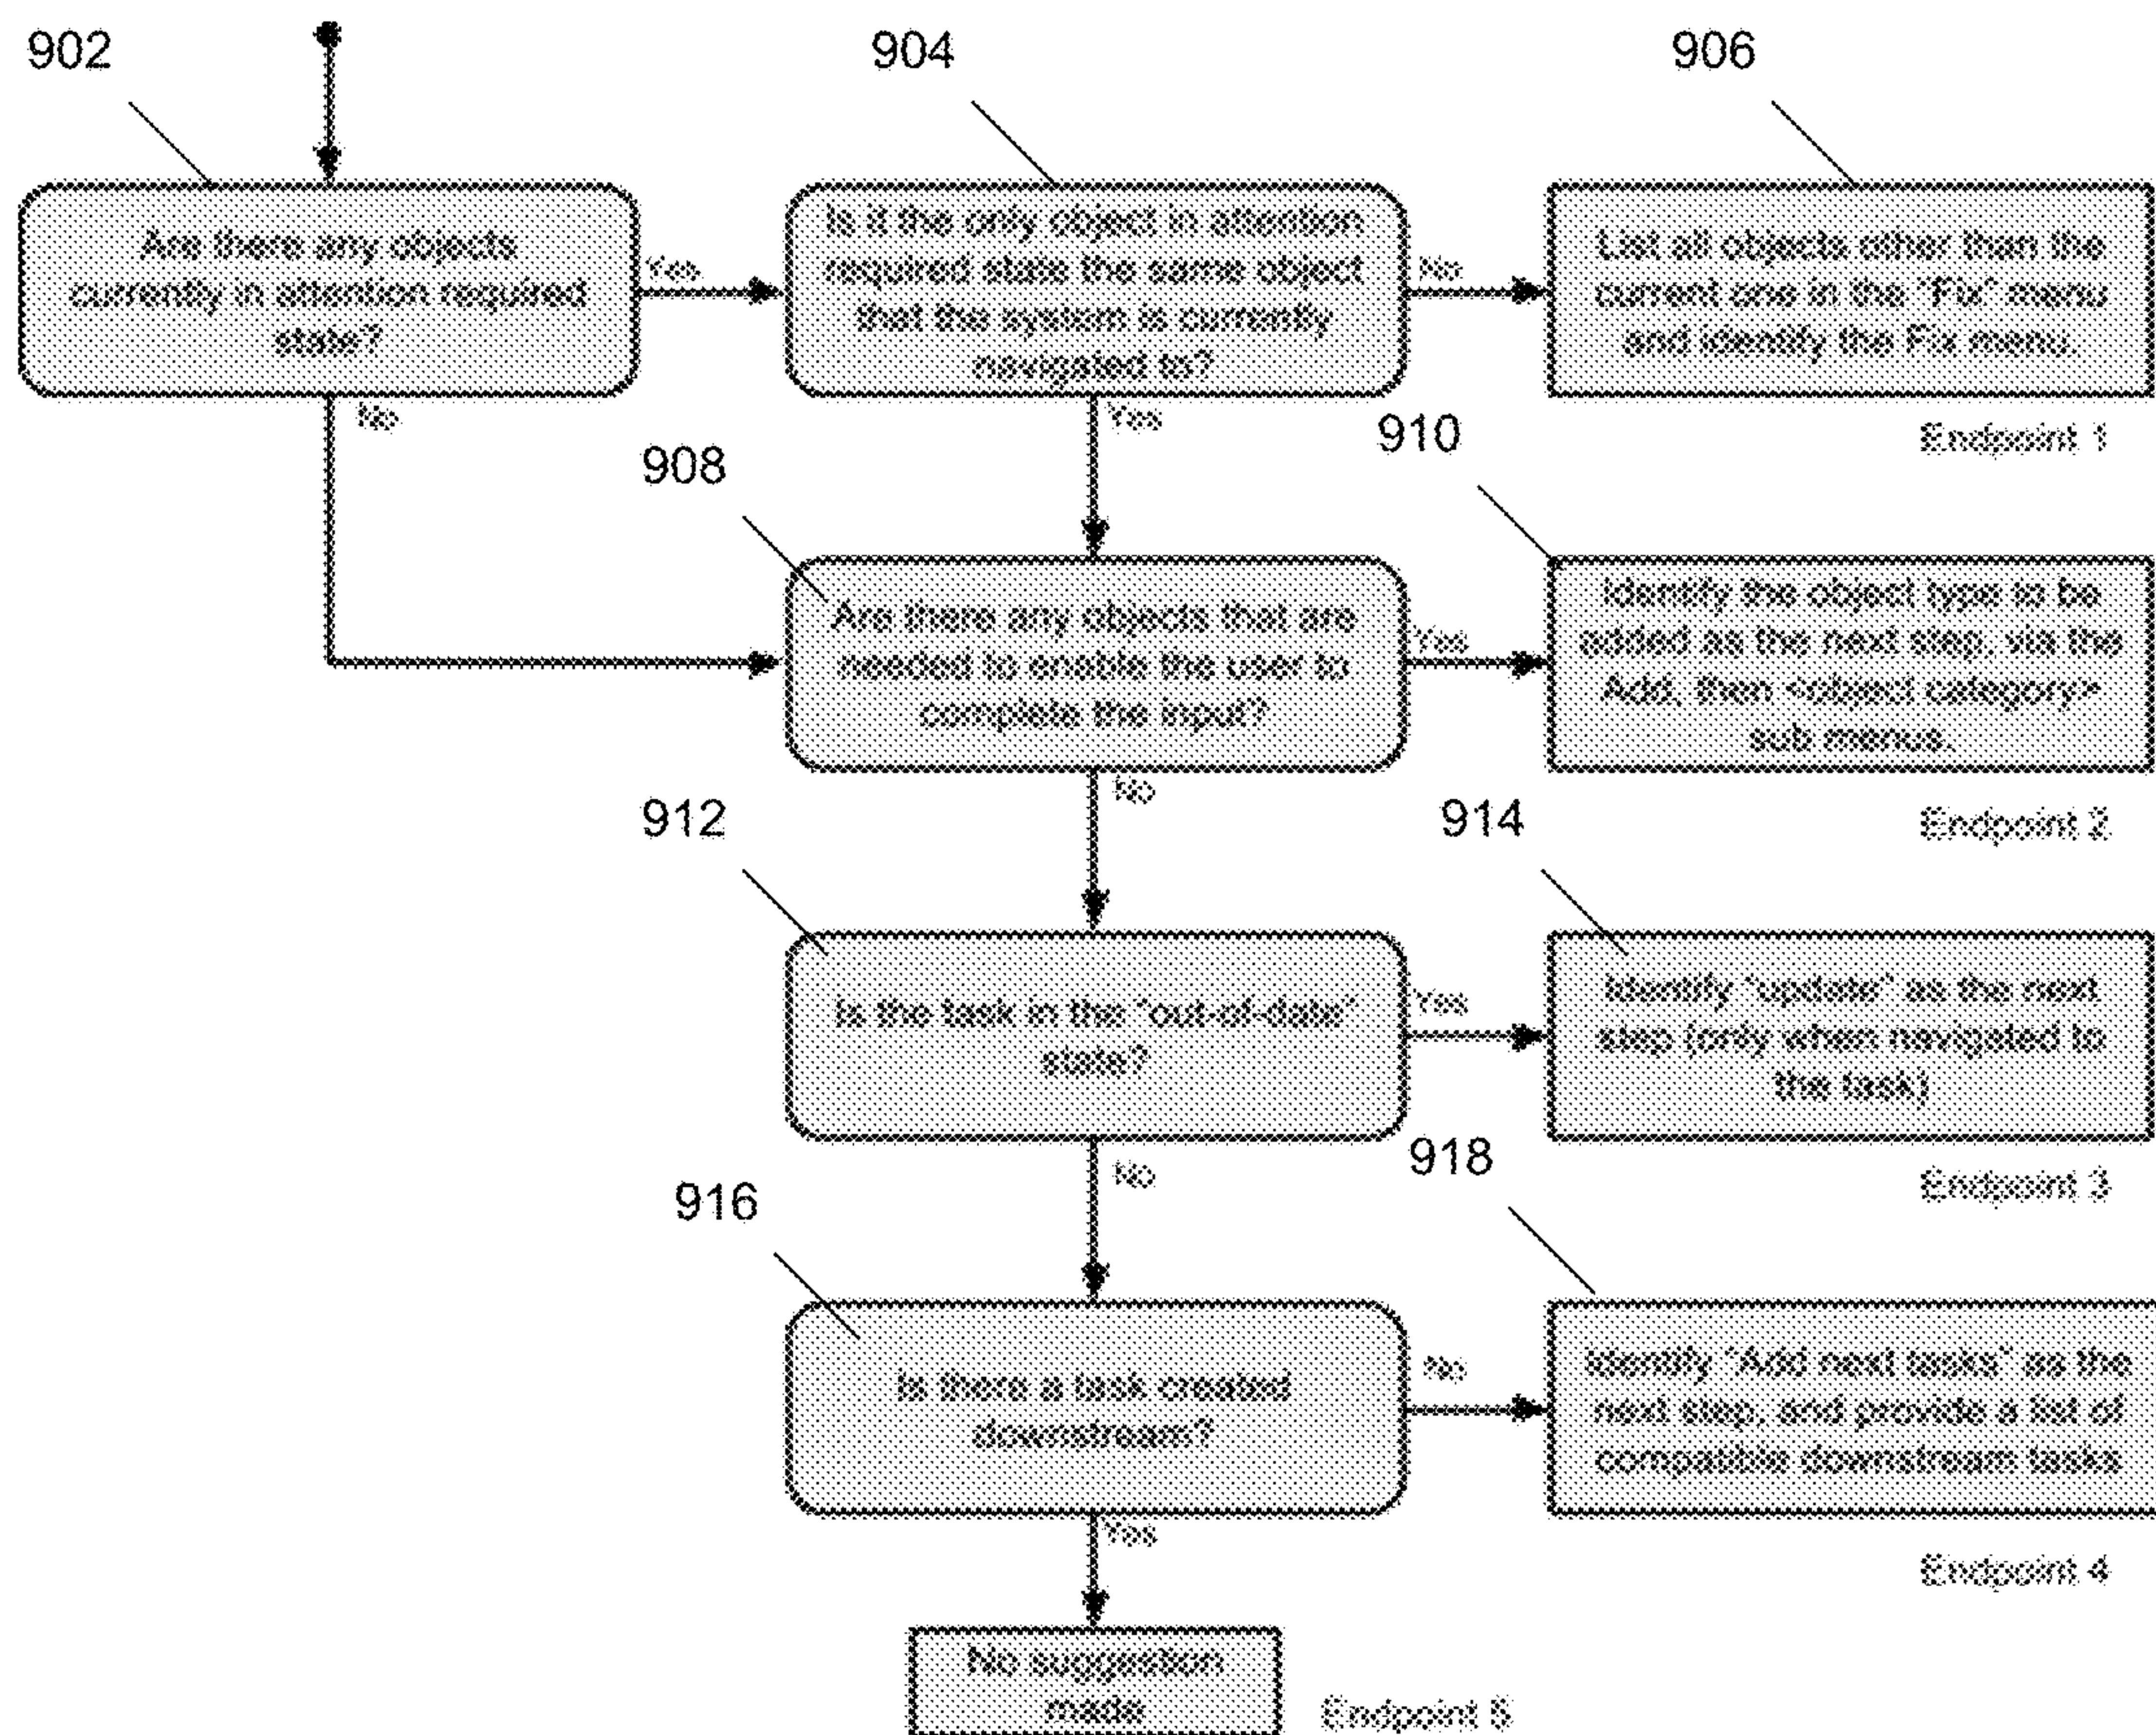 902
904
906
Are there any objects
currently in attention required
state?
Yes
Is it the only object in attention
required state the same object
that the system is currently
navigated to?
No
List all objects other than the
current one in the "Fix" menu
and identify the Fix menu.
No
Yes
Endpoint 1
908
910
Are there any objects that are
needed to enable the user to
complete the input?
Yes
Identify the object type to be
added as the next step, via the
Add, then <object category>
sub menus.
No
Endpoint 2
912
914
Is the task in the "out-of-date"
state?
Yes
Identify "update" as the next
step (only when navigated to
the task)
No
Endpoint 3
916
918
Is there a task created
downstream?
No
Identify "Add next tasks" as the
next step, and provide a list of
compatible downstream tasks
Yes
Endpoint 4
No suggestion
made
Endpoint 5